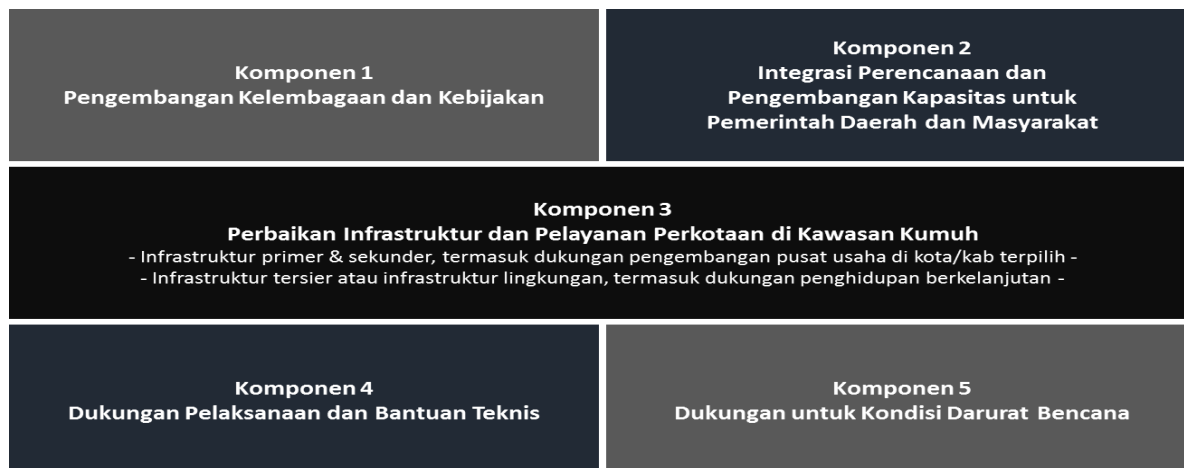 Komponen 1
Pengembangan Kelembagaan dan Kebijakan
Komponen 2
Integrasi Perencanaan dan
Pengembangan Kapasitas untuk
Pemerintah Daerah dan Masyarakat
Komponen 3
Perbaikan Infrastruktur dan Pelayanan Perkotaan di Kawasan Kumuh
- Infrastruktur primer & sekunder, termasuk dukungan pengembangan pusat usaha di kota/kab terpilih -
- Infrastruktur tersier atau infrastruktur lingkungan, termasuk dukungan penghidupan berkelanjutan -
Komponen 4
Dukungan Pelaksanaan dan Bantuan Teknis
Komponen 5
Dukungan untuk Kondisi Darurat Bencana